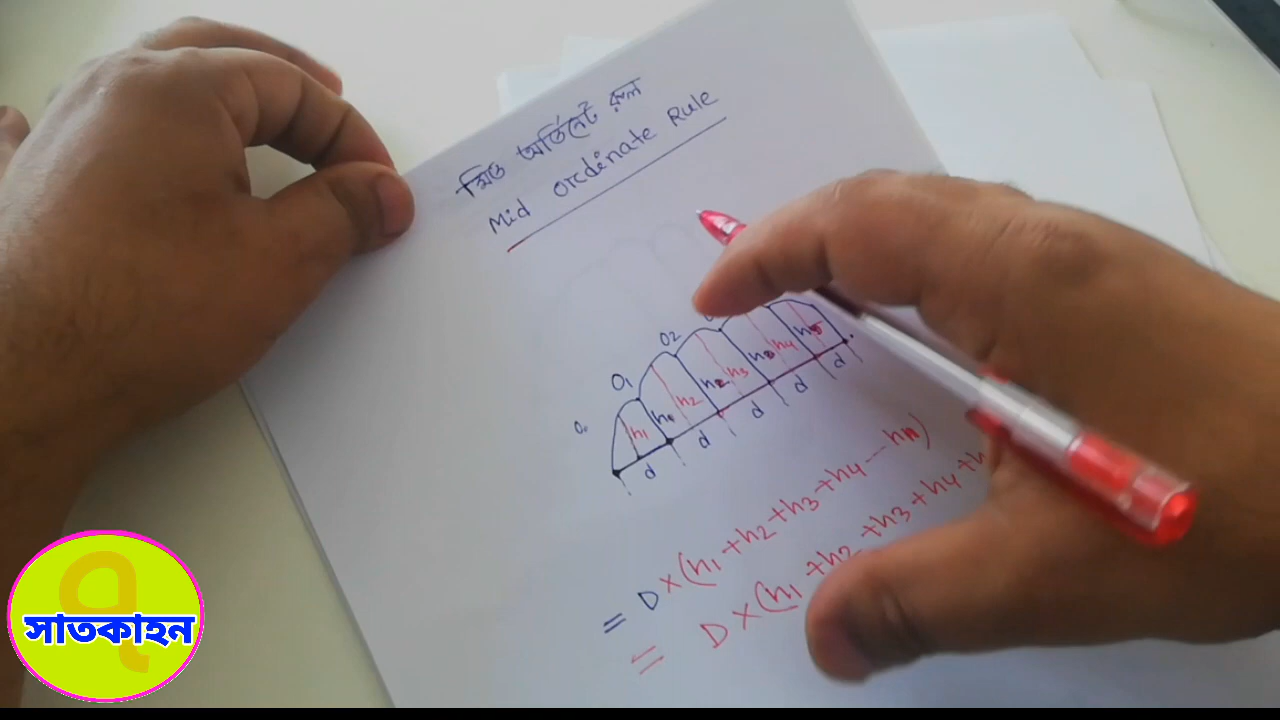 মিড অর্ডিনেট রুল
Mid ordinate Rule
O1 O2
h1 h2 h3 h4
d d d d d
= D × (h1 + h2 + h3 + h4 --- hn)
= D × (h1 + h2 + h3 + h4 + h
সাতকাহন